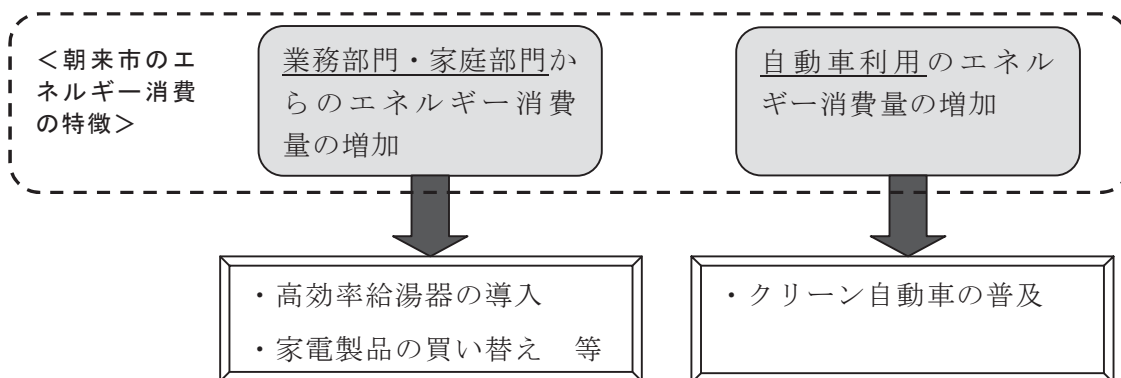 ＜朝来市のエ
ネルギー消費
の特徴＞
業務部門・家庭部門か
らのエネルギー消費
量の増加
自動車利用のエネル
ギー消費量の増加
・高効率給湯器の導入
・家電製品の買い替え　等
・クリーン自動車の普及